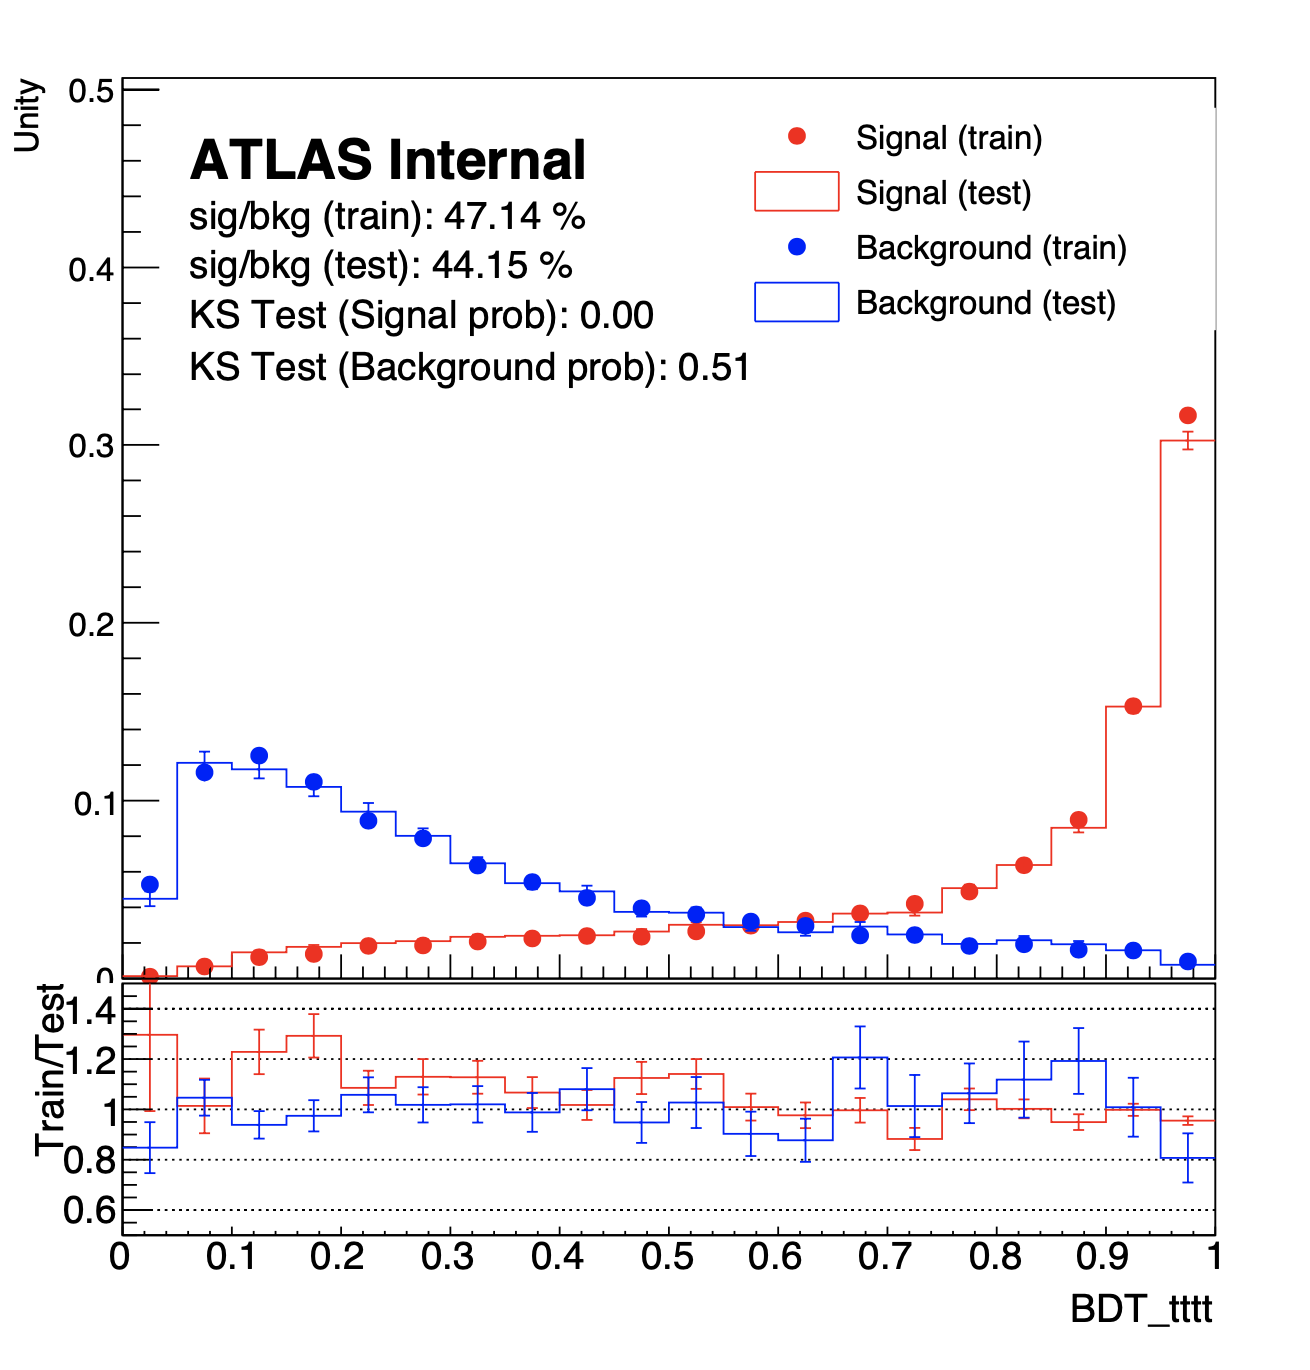 Unity
0.5
0.4
0.3
0.2
0.1
0
ATLAS Internal
sig/bkg (train): 47.14 %
sig/bkg (test): 44.15 %
KS Test (Signal prob): 0.00
KS Test (Background prob): 0.51
Signal (train)
Signal (test)
Background (train)
Background (test)
Train/Test
1.4
1.2
1
0.8
0.6
0 0.1 0.2 0.3 0.4 0.5 0.6 0.7 0.8 0.9 1
BDT_tttt